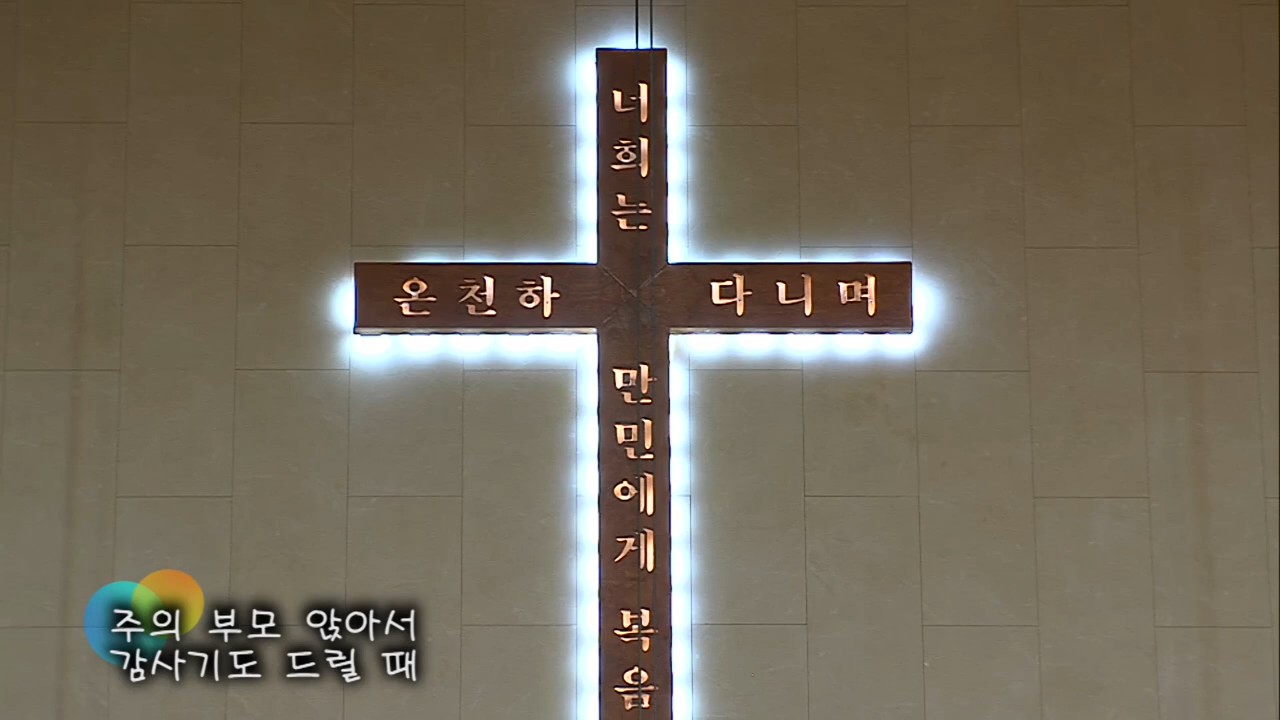 너희는
온천하 다니며
만민에게 복음
주의 부모 앉아서
감사기도 드릴 때